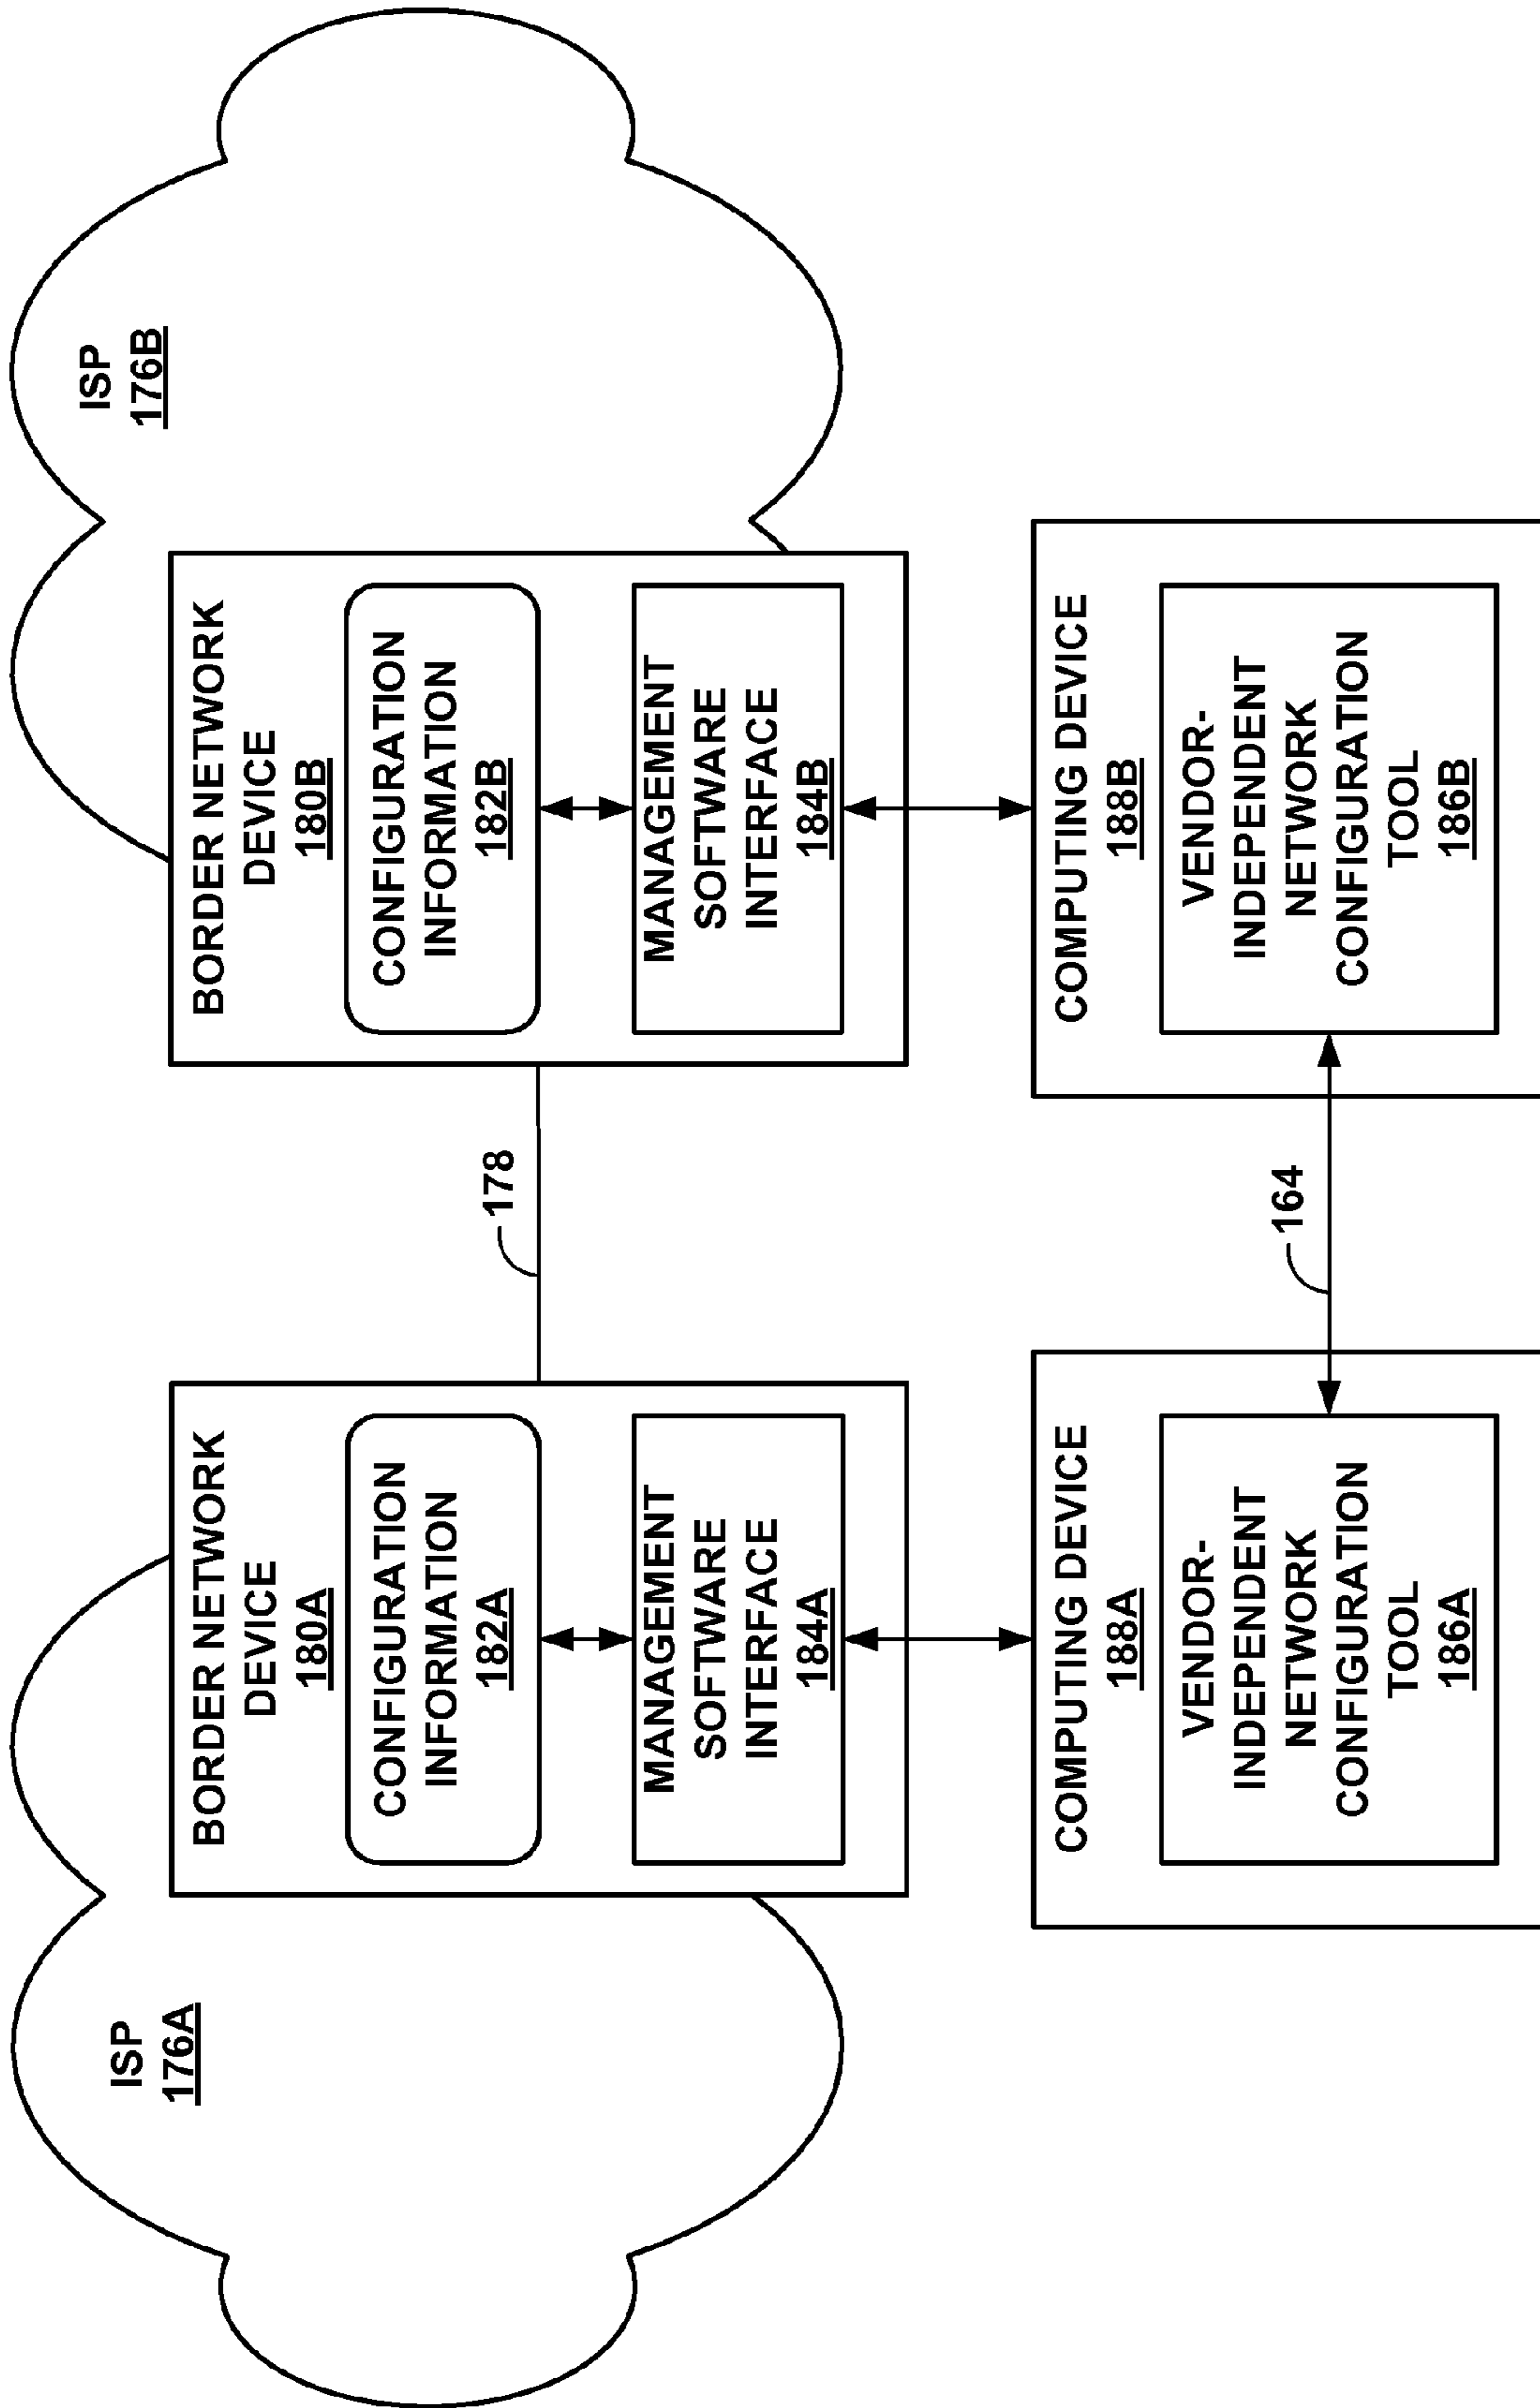 ISP
176A
BORDER NETWORK
DEVICE
180A
CONFIGURATION
INFORMATION
182A
MANAGEMENT
SOFTWARE
INTERFACE
184A
178
BORDER NETWORK
DEVICE
180B
CONFIGURATION
INFORMATION
182B
MANAGEMENT
SOFTWARE
INTERFACE
184B
ISP
176B
COMPUTING DEVICE
188A
VENDOR-
INDEPENDENT
NETWORK
CONFIGURATION
TOOL
186A
164
COMPUTING DEVICE
188B
VENDOR-
INDEPENDENT
NETWORK
CONFIGURATION
TOOL
186B